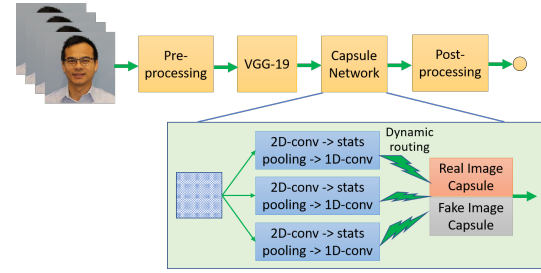 Pre-
processing
VGG-19
Capsule
Network
Post-
processing
2D-conv -> stats
pooling -> 1D-conv
2D-conv -> stats
pooling -> 1D-conv
2D-conv -> stats
pooling -> 1D-conv
Dynamic
routing
Real Image
Capsule
Fake Image
Capsule